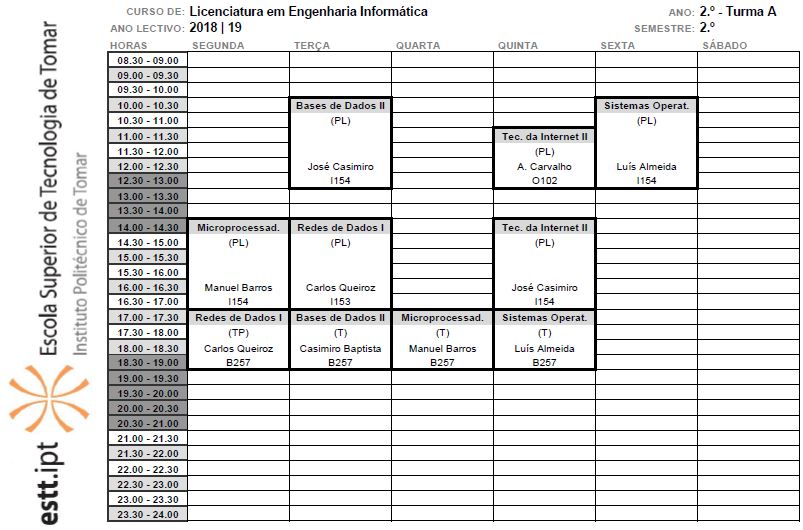 CURSO DE: Licenciatura em Engenharia Informática ANO: 2.º - Turma A
ANO LECTIVO: 2018 | 19 SEMESTRE: 2.º
HORAS SEGUNDA TERÇA QUARTA QUINTA SEXTA SÁBADO
08.30 - 09.00
09.00 - 09.30
09.30 - 10.00
10.00 - 10.30 Bases de Dados II Sistemas Operat.
10.30 - 11.00 (PL) (PL)
11.00 - 11.30 Tec. da Internet II
11.30 - 12.00 (PL)
12.00 - 12.30 José Casimiro A. Carvalho Luís Almeida
12.30 - 13.00 I154 O102 I154
13.00 - 13.30
13.30 - 14.00
14.00 - 14.30 Microprocessad. Redes de Dados I Tec. da Internet II
14.30 - 15.00 (PL) (PL) (PL)
15.00 - 15.30
15.30 - 16.00
16.00 - 16.30 Manuel Barros Carlos Queiroz José Casimiro
16.30 - 17.00 I154 I153 I154
17.00 - 17.30 Redes de Dados I Bases de Dados II Microprocessad. Sistemas Operat.
17.30 - 18.00 (TP) (T) (T) (T)
18.00 - 18.30 Carlos Queiroz Casimiro Baptista Manuel Barros Luís Almeida
18.30 - 19.00 B257 B257 B257 B257
19.00 - 19.30
19.30 - 20.00
20.00 - 20.30
20.30 - 21.00
21.00 - 21.30
21.30 - 22.00
22.00 - 22.30
22.30 - 23.00
23.00 - 23.30
23.30 - 24.00
estt.ipt
Escola Superior de Tecnologia de Tomar
Instituto Politécnico de Tomar